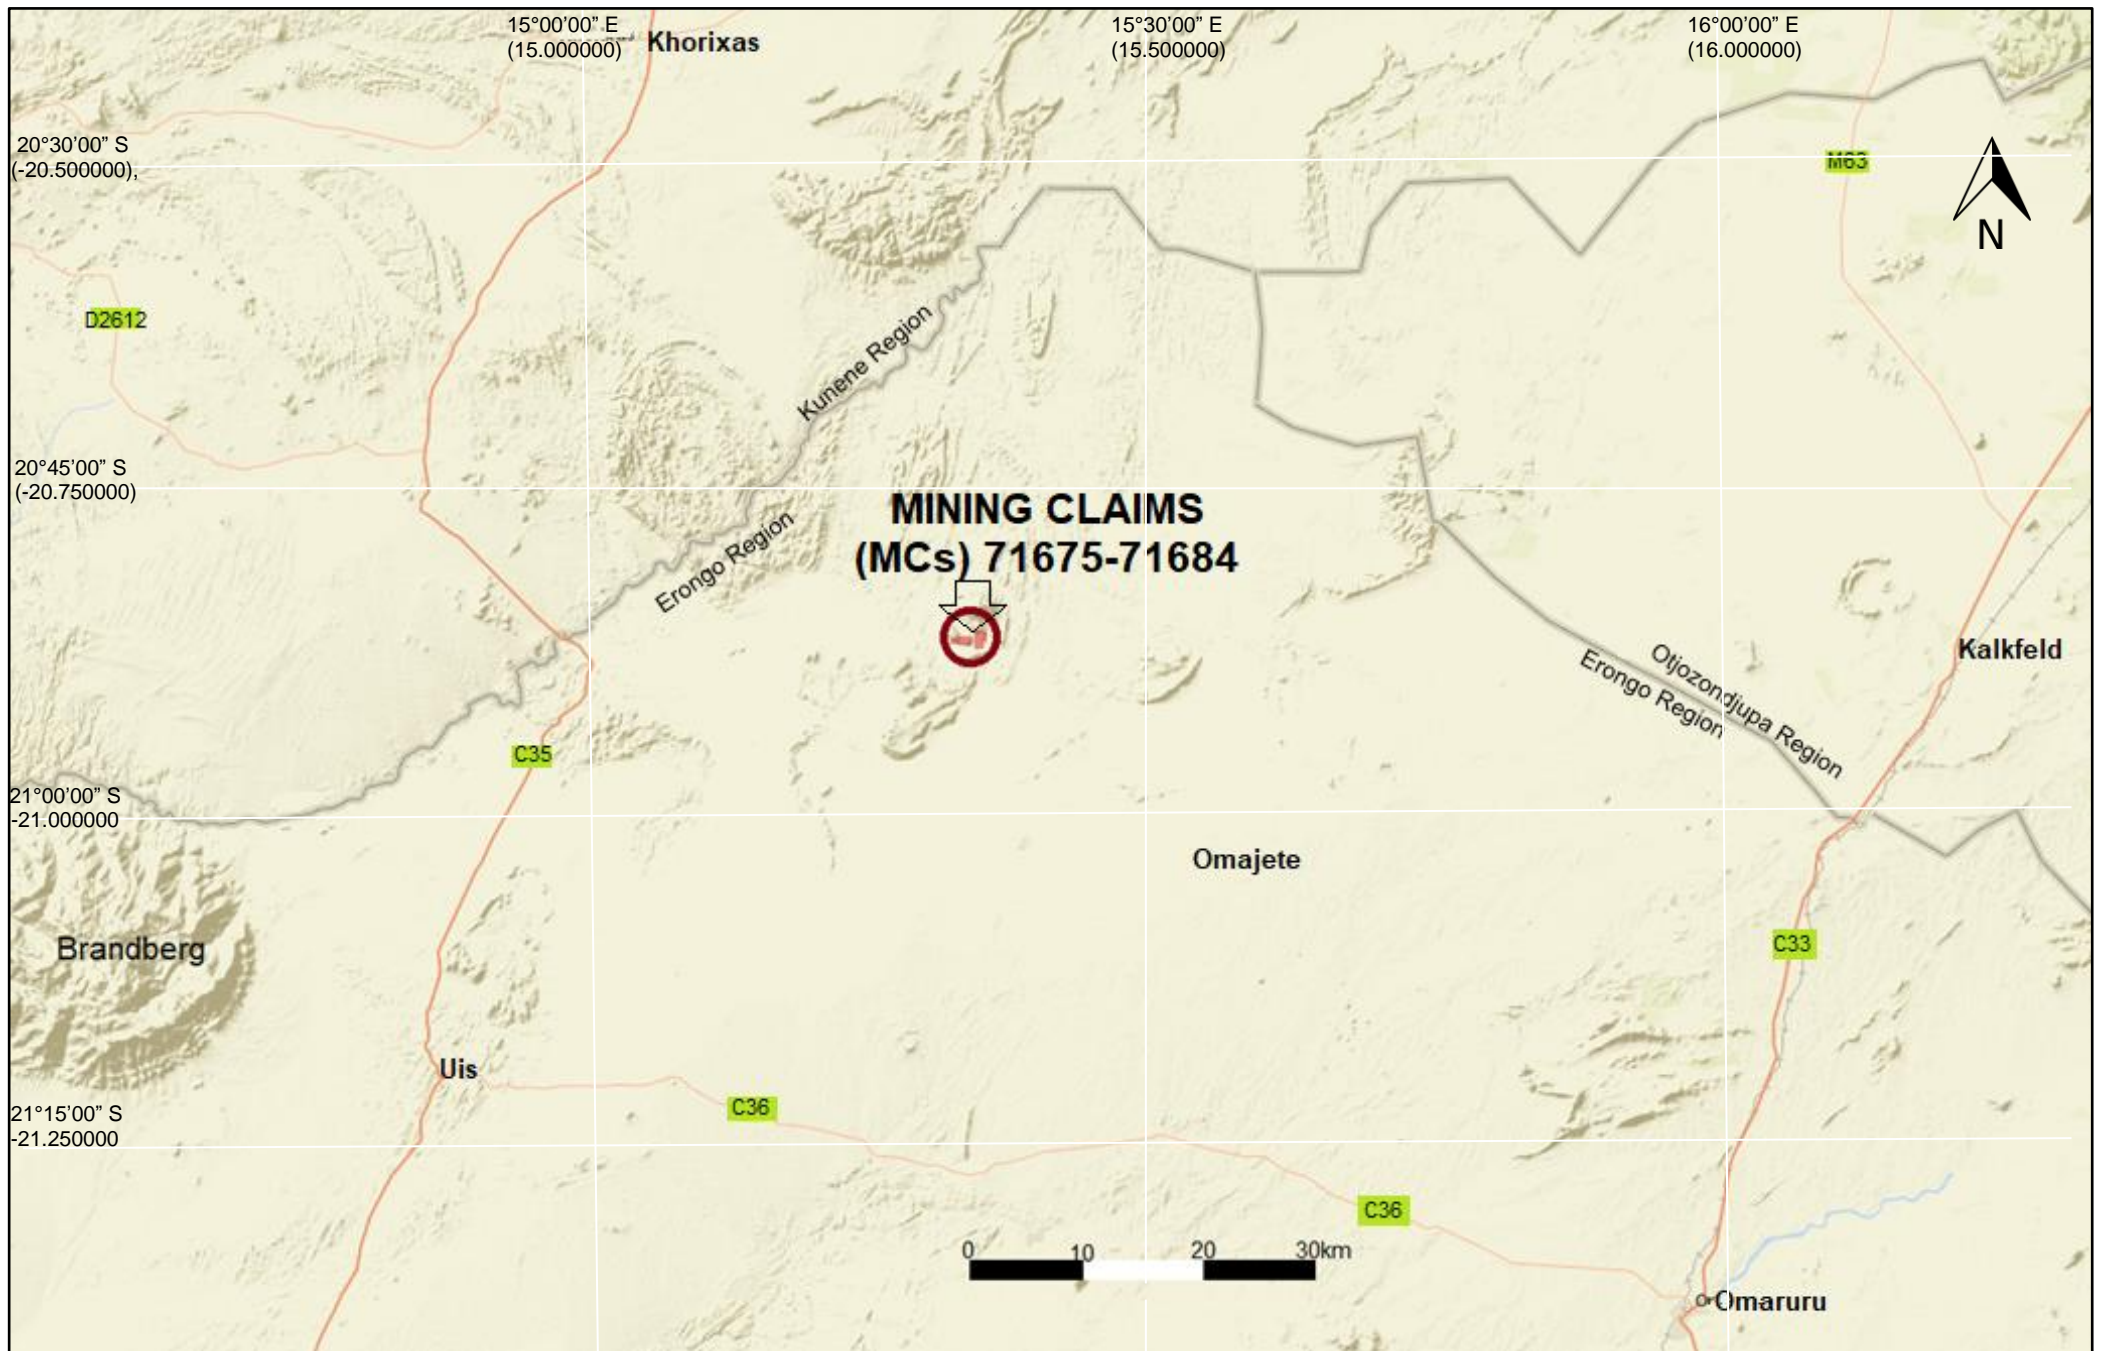 15°00’00” E
(15.000000)
15°30’00” E
(15.500000)
16°00’00” E
(16.000000)
Khorixas
20°30’00” S
(-20.500000),
M63
N
D2612
Kunene Region
20°45’00” S
(-20.750000)
MINING CLAIMS
(MCs) 71675-71684
Erongo Region
Otjozondjupa Region
Erongo Region
Kalkfeld
C35
21°00’00” S
-21.000000
Omajete
Brandberg
C33
Uis
C36
21°15’00” S
-21.250000
C36
0 10 20 30km
Omaruru